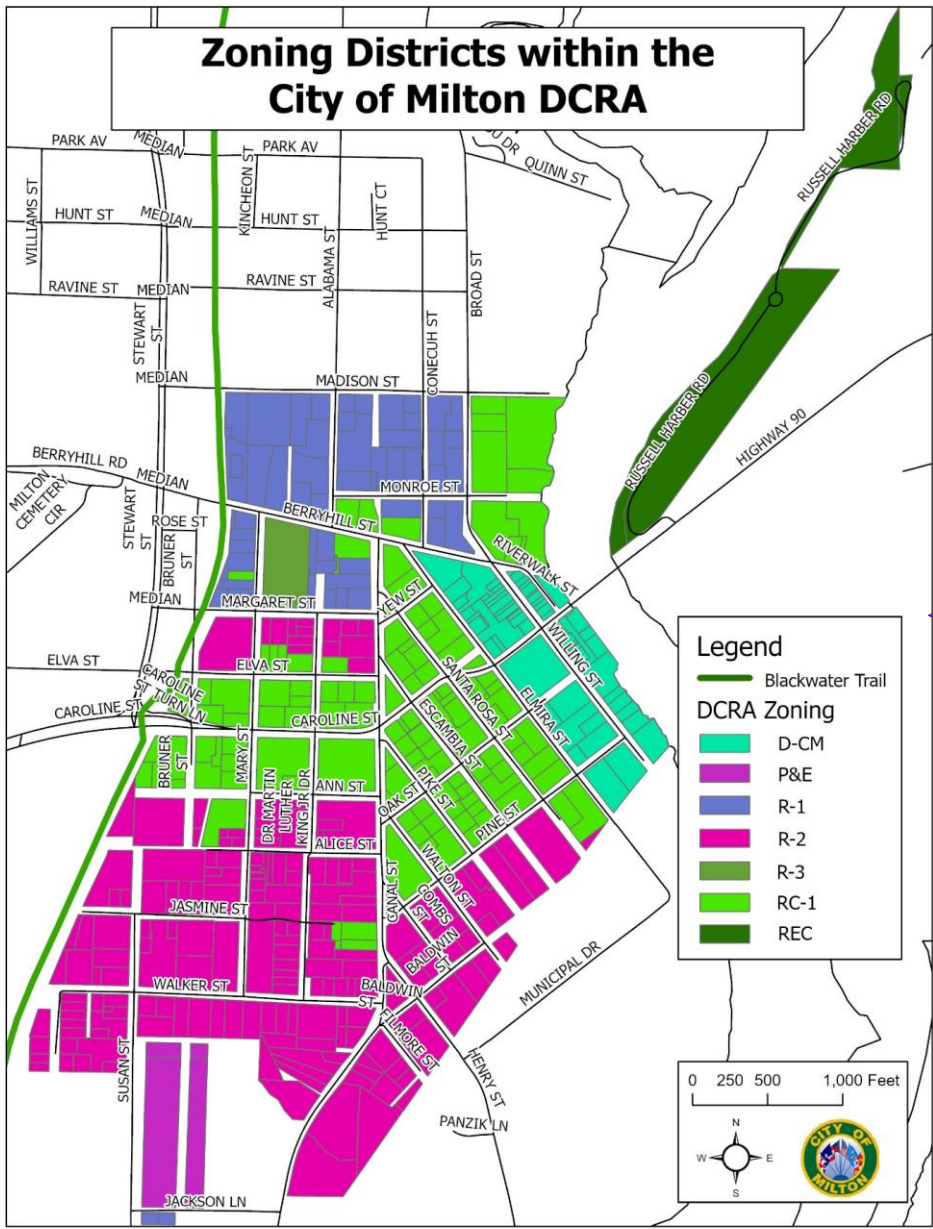 Zoning Districts within the
City of Milton DCRA
PARK AV
MEDIAN
PARK AV
DR
QUINN ST
RUSSELL HARBER RD
WILLIAMS ST
HUNT ST
MEDIAN
KINCHEON ST
HUNT ST
HUNT CT
ALABAMA ST
BROAD ST
RAVINE ST
MEDIAN
RAVINE ST
STEWART
ST
CONECUH ST
MEDIAN
MADISON ST
RUSSELL HARBER RD
HIGHWAY 90
BERRYHILL RD
MEDIAN
MILTON
CEMETERY
CIR
MONROE ST
BERRYHILL ST
STEWART
ST
ROSE ST
BRUNER
ST
RIVERWALK ST
MEDIAN
MARGARET ST
YEW ST
WILLING ST
ELVA ST
ELVA ST
SANTA ROSA ST
ELMIRA ST
CAROLINE
ST TURN LN
CAROLINE ST
CAROLINE ST
ESCAMBIA ST
BRUNER
ST
MARY ST
DR MARTIN
LUTHER
KING JR DR
ANN ST
OAK ST
PIKE ST
PINE ST
ALICE ST
WALTON ST
CANAL ST
COMBS
ST
JASMINE ST
BALDWIN
ST
MUNICIPAL DR
WALKER ST
BALDWIN
ST
FILMORE ST
SUSAN ST
HENRY ST
PANZIK LN
JACKSON LN
Legend
Blackwater Trail
DCRA Zoning
D-CM
P&E
R-1
R-2
R-3
RC-1
REC
0 250 500 1,000 Feet
N
W E
S
CITY OF
MILTON